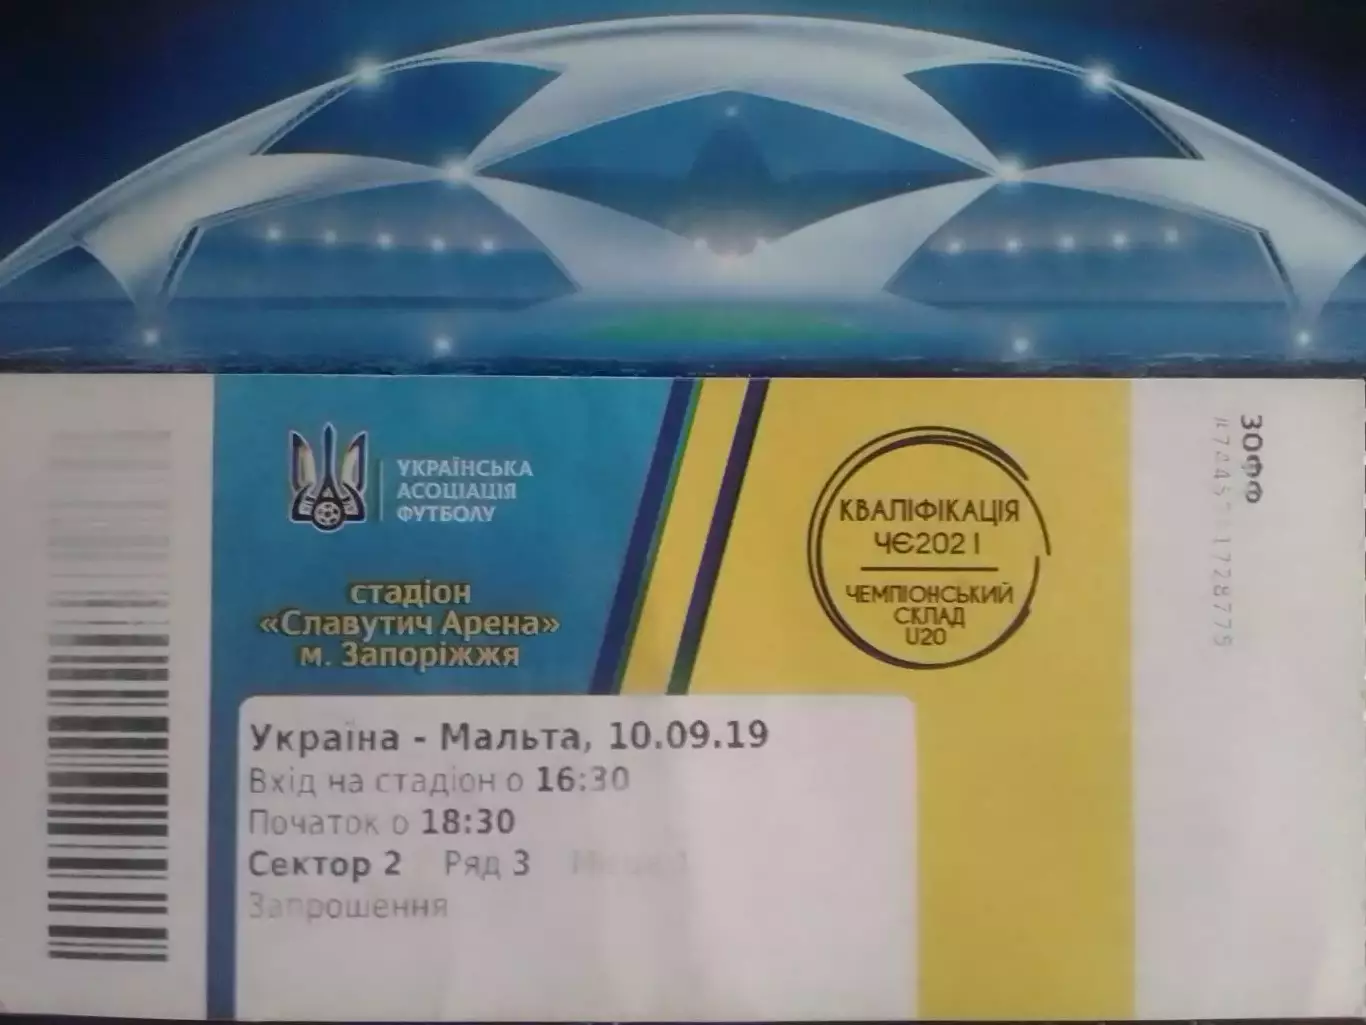 УКРАЇНСЬКА
АСОЦІАЦІЯ
ФУТБОЛУ
стадіон
«Славутич Арена»
м. Запоріжжя
КВАЛІФІКАЦІЯ
ЧЄ2021
ЧЕМПІОНСЬКИЙ
СКЛАД
U20
Україна - Мальта, 10.09.19
Вхід на стадіон о 16:30
Початок о 18:30
Сектор 2 Ряд 3
Запрошення
ЗОФФ